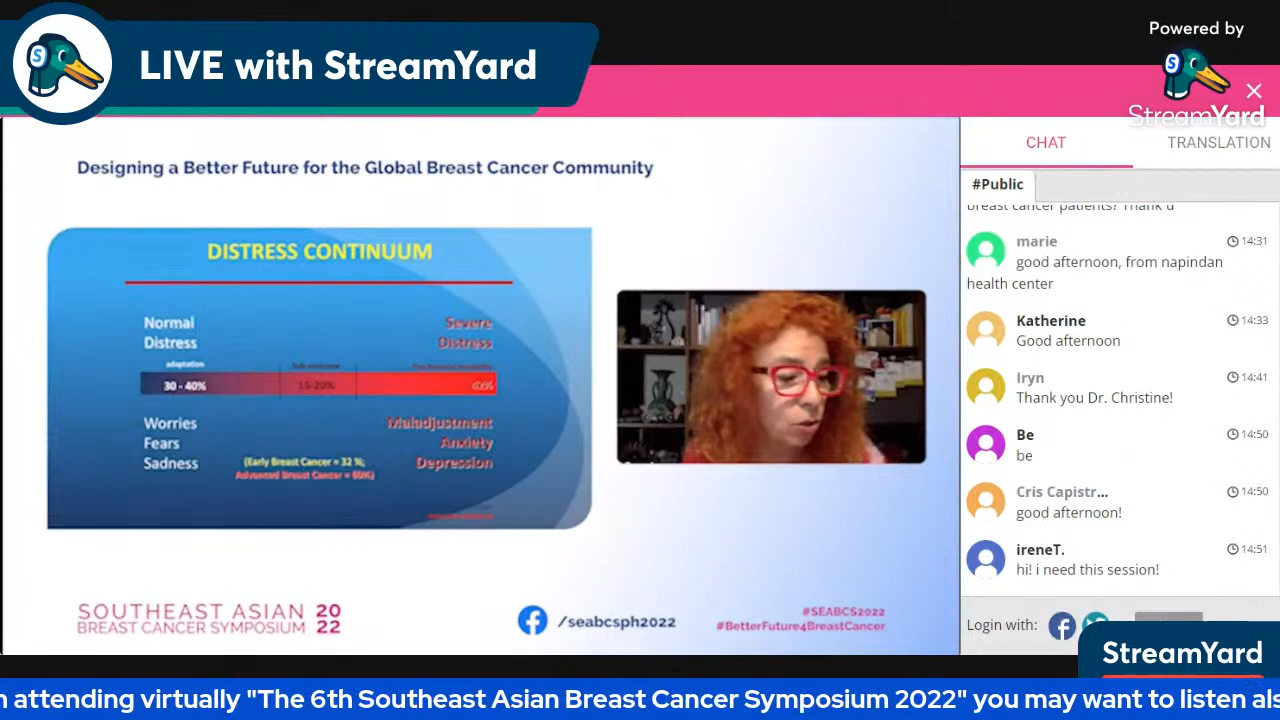 LIVE with StreamYard
Powered by
StreamYard
CHAT
TRANSLATION
#Public
breast cancer patients? Thank u
marie
14:31
good afternoon, from napindan
health center
Katherine
14:33
Good afternoon
Iryn
14:41
Thank you Dr. Christine!
Be
14:50
be
Cris Capistr...
14:50
good afternoon!
ireneT.
14:51
hi! i need this session!
Login with:
Designing a Better Future for the Global Breast Cancer Community
DISTRESS CONTINUUM
Normal
Distress
Severe
Distress
adaptation
30 - 40%
15-20%
Worries
Fears
Sadness
Maladjustment
Anxiety
Depression
(Early Breast Cancer = 32 %;
Advanced Breast Cancer = 60%)
SOUTHEAST ASIAN
BREAST CANCER SYMPOSIUM
20
22
/seabcsph2022
#SEABCS2022
#BetterFuture4BreastCancer
StreamYard
attending virtually "The 6th Southeast Asian Breast Cancer Symposium 2022" you may want to listen